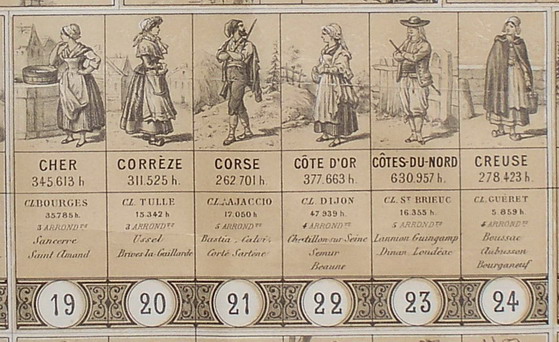 CHER
345.613 h.
Cl. BOURGES
35785 h.
3 ARROND.ts
Sancerre
Saint Amand
19
CORRÈZE
311.525 h.
Cl. TULLE
15.342 h
3 ARROND.ts
Ussel
Brives-la-Gaillarde
20
CORSE
262.701 h.
Cl. AJACCIO
17.050 h
5 ARROND.ts
Bastia . Calvi
Corté Sartene
21
CÔTE D'OR
377.663 h.
Cl. DIJON
47 939. h
4 ARROND.ts
Chatillon-sur-Seine
Semur
Beaune
22
CÔTES-DU-NORD
630.957 h.
Cl. St BRIEUC
16.355 h.
5 ARROND.ts
Lannion Guingamp
Dinan Loudéac
23
CREUSE
278.423 h.
Cl. GUÉRET
5 859 h.
4 ARROND.ts
Boussac
Aubusson
Bourganeuf
24